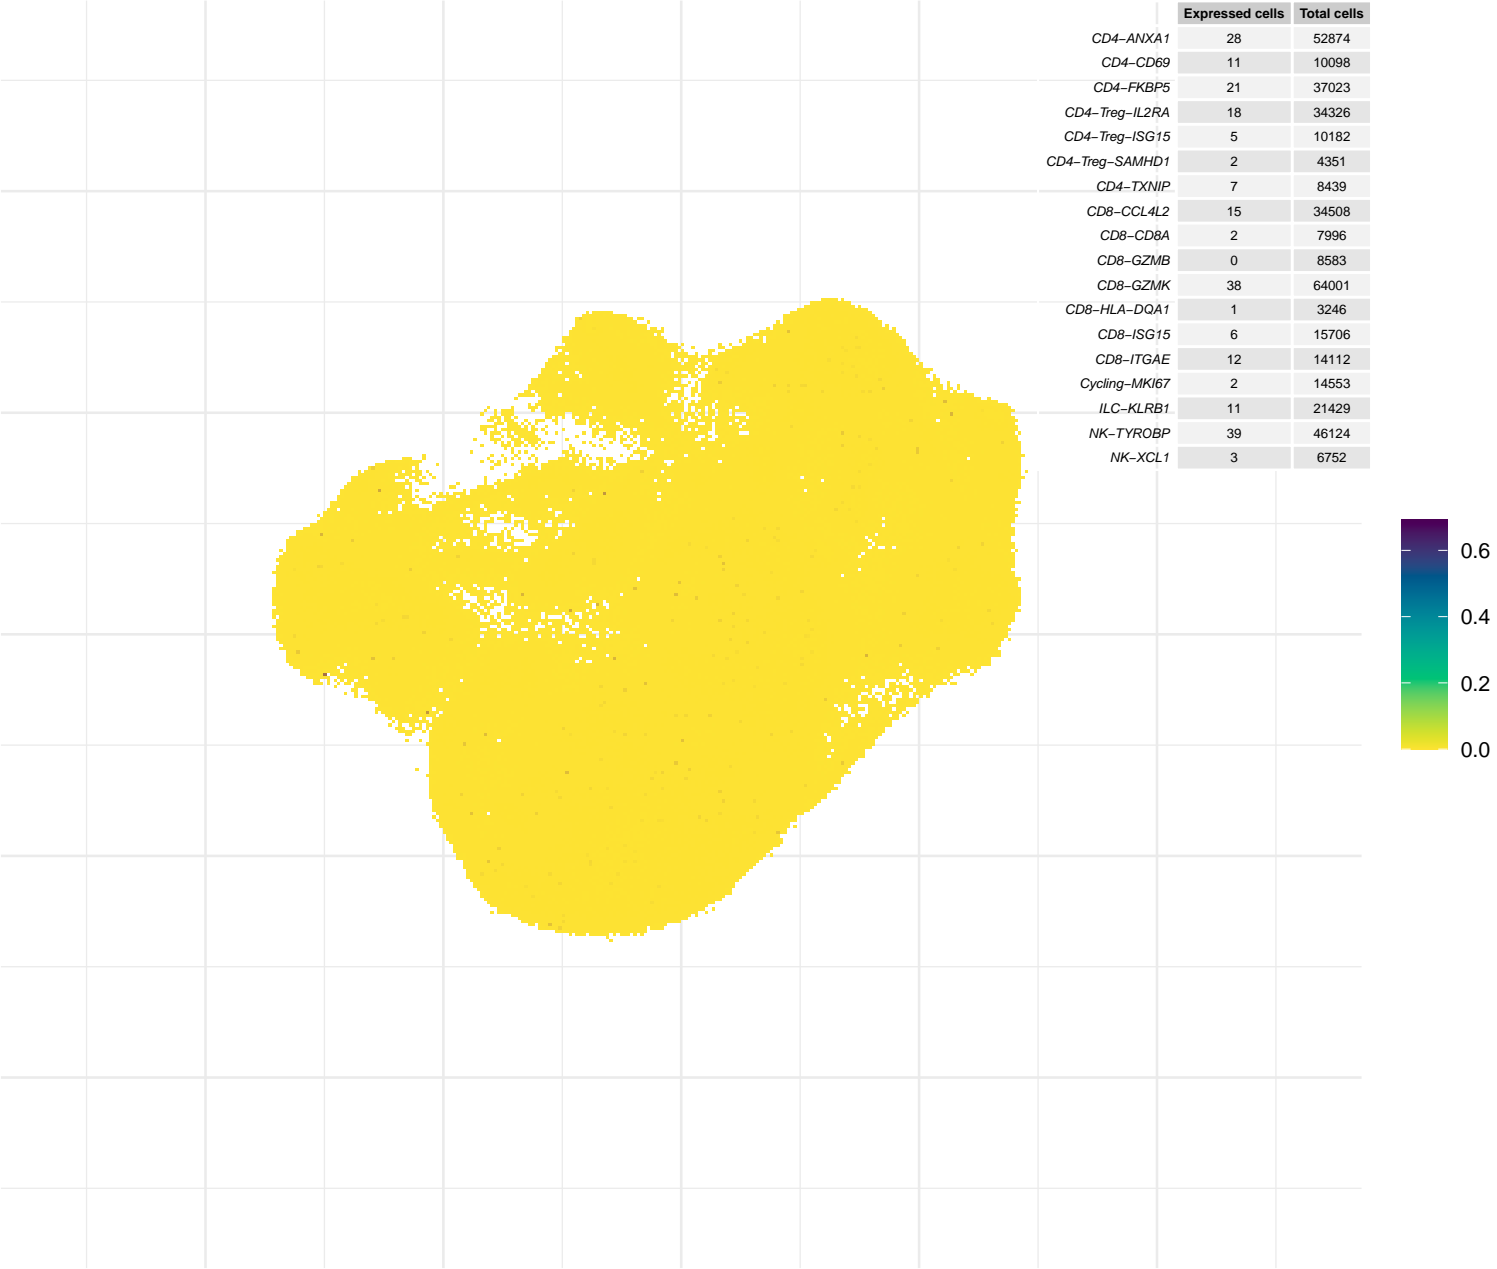 Expressed cells Total cells
CD4−ANXA1 28 52874
CD4−CD69 11 10098
CD4−FKBP5 21 37023
CD4−Treg−IL2RA 18 34326
CD4−Treg−ISG15 5 10182
CD4−Treg−SAMHD1 2 4351
CD4−TXNIP 7 8439
CD8−CCL4L2 15 34508
CD8−CD8A 2 7996
CD8−GZMB 0 8583
CD8−GZMK 38 64001
CD8−HLA−DQA1 1 3246
CD8−ISG15 6 15706
CD8−ITGAE 12 14112
Cycling−MKI67 2 14553
ILC−KLRB1 11 21429
NK−TYROBP 39 46124
NK−XCL1 3 6752
0.6
0.4
0.2
0.0